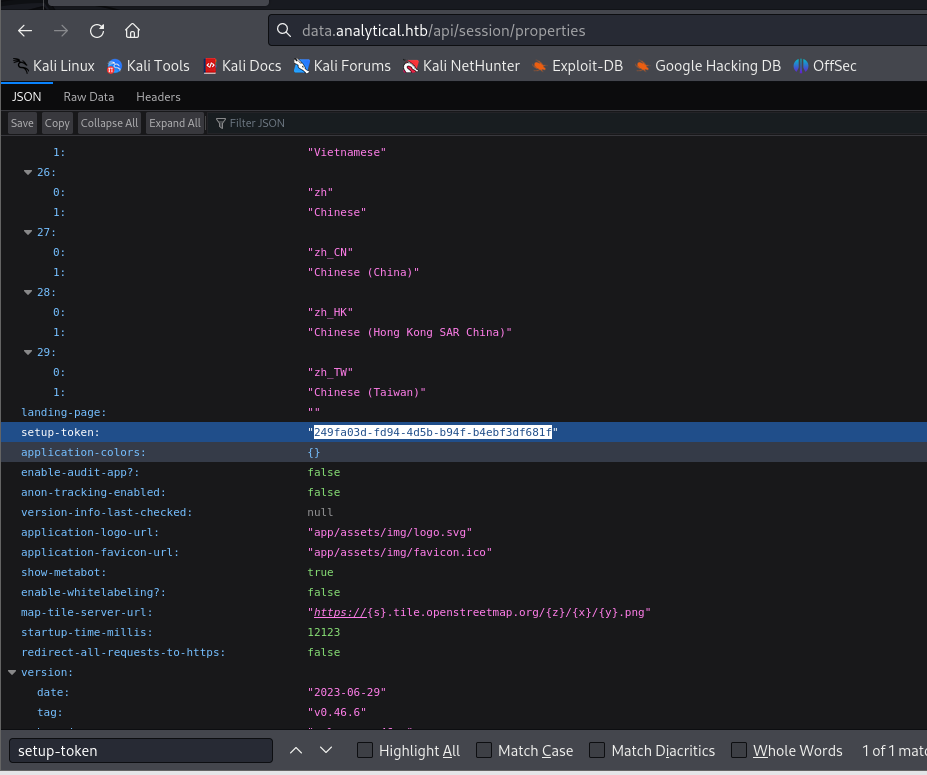 data.analytical.htb/api/session/properties
Kali Linux Kali Tools Kali Docs Kali Forums Kali NetHunter Exploit-DB Google Hacking DB OffSec
JSON Raw Data Headers
Save Copy Collapse All Expand All Filter JSON
1: "Vietnamese"
26:
0: "zh"
1: "Chinese"
27:
0: "zh_CN"
1: "Chinese (China)"
28:
0: "zh_HK"
1: "Chinese (Hong Kong SAR China)"
29:
0: "zh_TW"
1: "Chinese (Taiwan)"
landing-page: ""
setup-token: "249fa03d-fd94-4d5b-b94f-b4ebf3df681f"
application-colors: {}
enable-audit-app?: false
anon-tracking-enabled: false
version-info-last-checked: null
application-logo-url: "app/assets/img/logo.svg"
application-favicon-url: "app/assets/img/favicon.ico"
show-metabot: true
enable-whitelabeling?: false
map-tile-server-url: "https://{s}.tile.openstreetmap.org/{z}/{x}/{y}.png"
startup-time-millis: 12123
redirect-all-requests-to-https: false
version:
date: "2023-06-29"
tag: "v0.46.6"
setup-token Highlight All Match Case Match Diacritics Whole Words 1 of 1